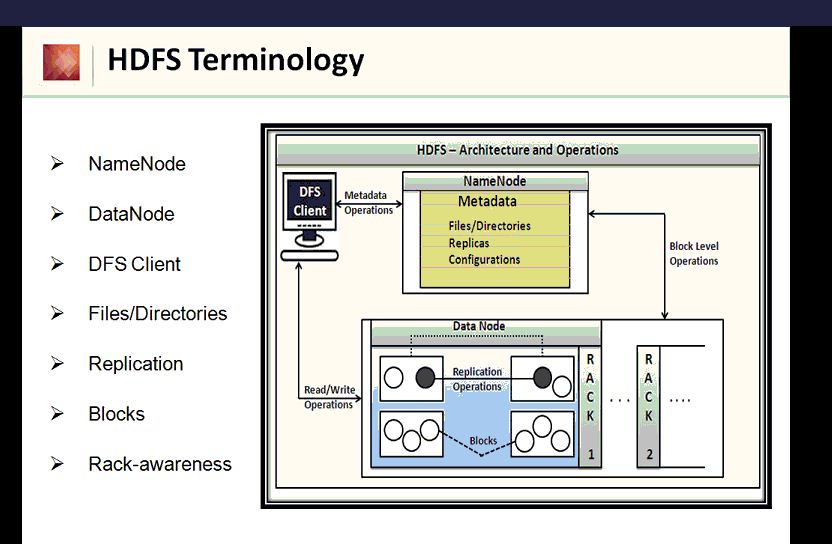 HDFS Terminology
NameNode
DataNode
DFS Client
Files/Directories
Replication
Blocks
Rack-awareness
HDFS – Architecture and Operations
DFS
Client
Metadata
Operations
NameNode
Metadata
Files/Directories
Replicas
Configurations
Block Level
Operations
Data Node
Replication
Operations
Read/Write
Operations
Blocks
R
A
C
K
1
. . .
R
A
C
K
2
. . . .